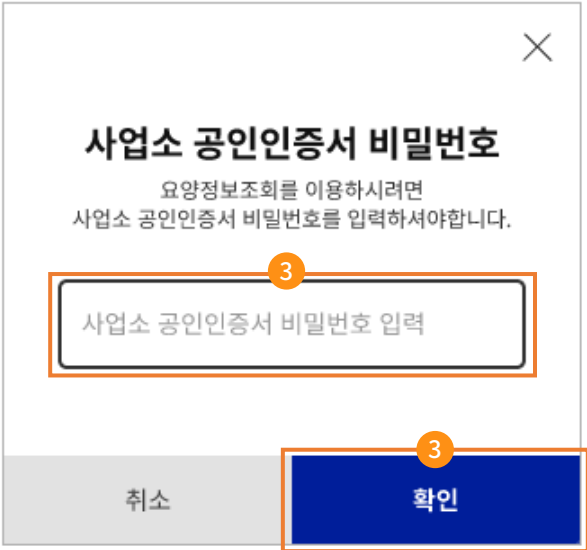 사업소 공인인증서 비밀번호
요양정보조회를 이용하시려면
사업소 공인인증서 비밀번호를 입력하셔야합니다.
3
사업소 공인인증서 비밀번호 입력
3
취소
확인